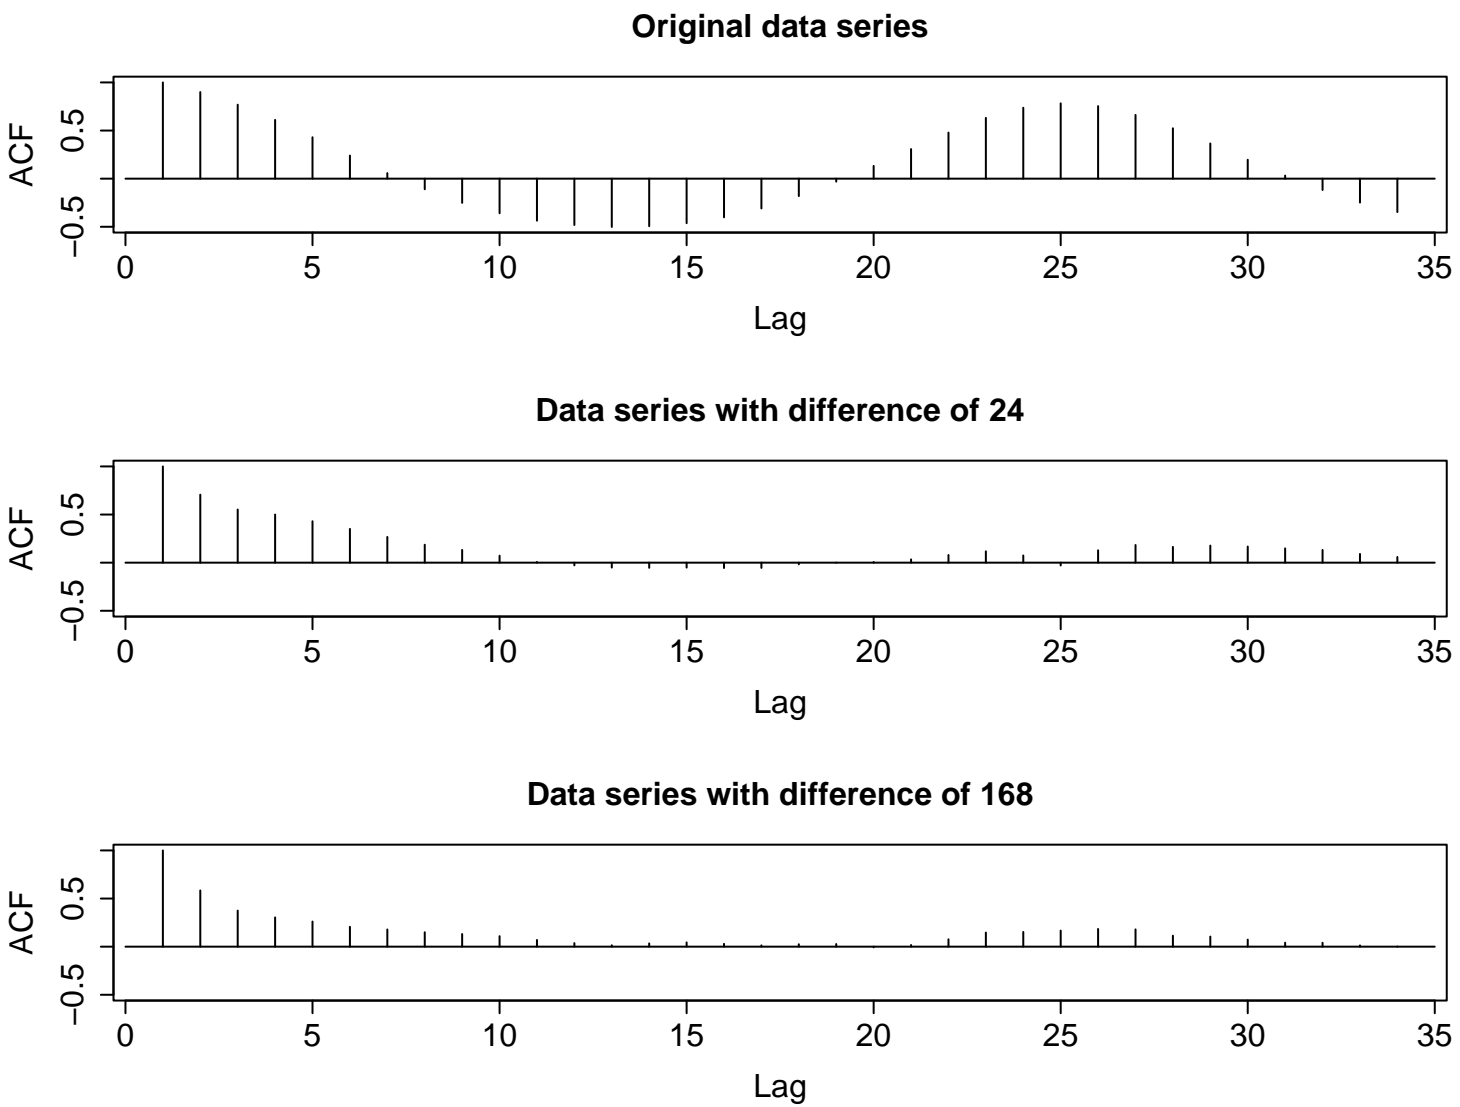 Original data series
ACF
0.5
−0.5
0 5 10 15 20 25 30 35
Lag
Data series with difference of 24
ACF
0.5
−0.5
0 5 10 15 20 25 30 35
Lag
Data series with difference of 168
ACF
0.5
−0.5
0 5 10 15 20 25 30 35
Lag